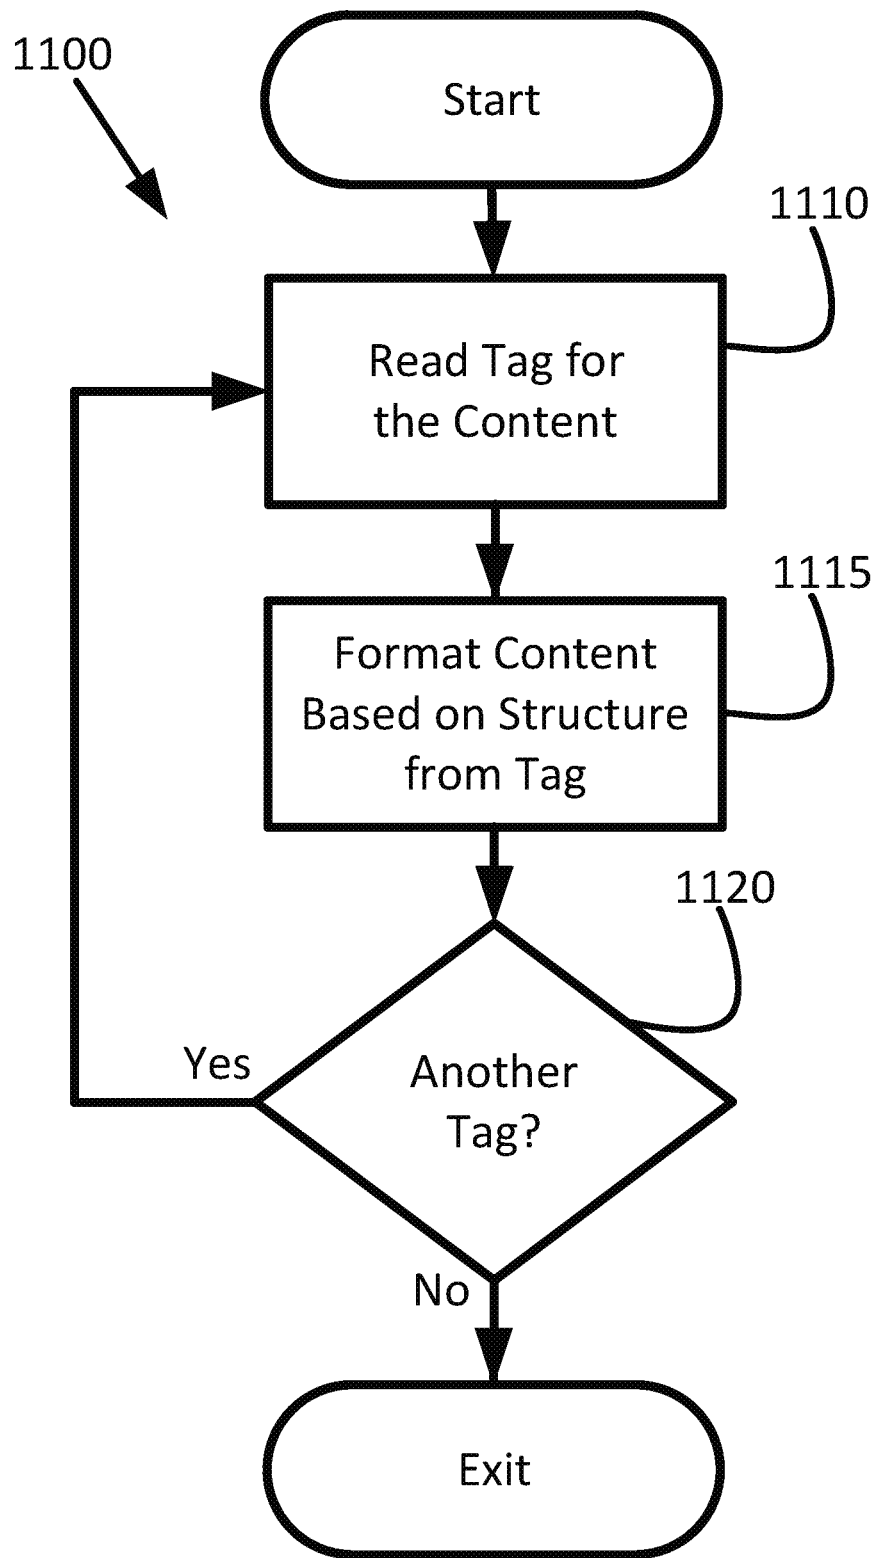 1100
Start
1110
Read Tag for
the Content
1115
Format Content
Based on Structure
from Tag
1120
Yes
Another
Tag?
No
Exit